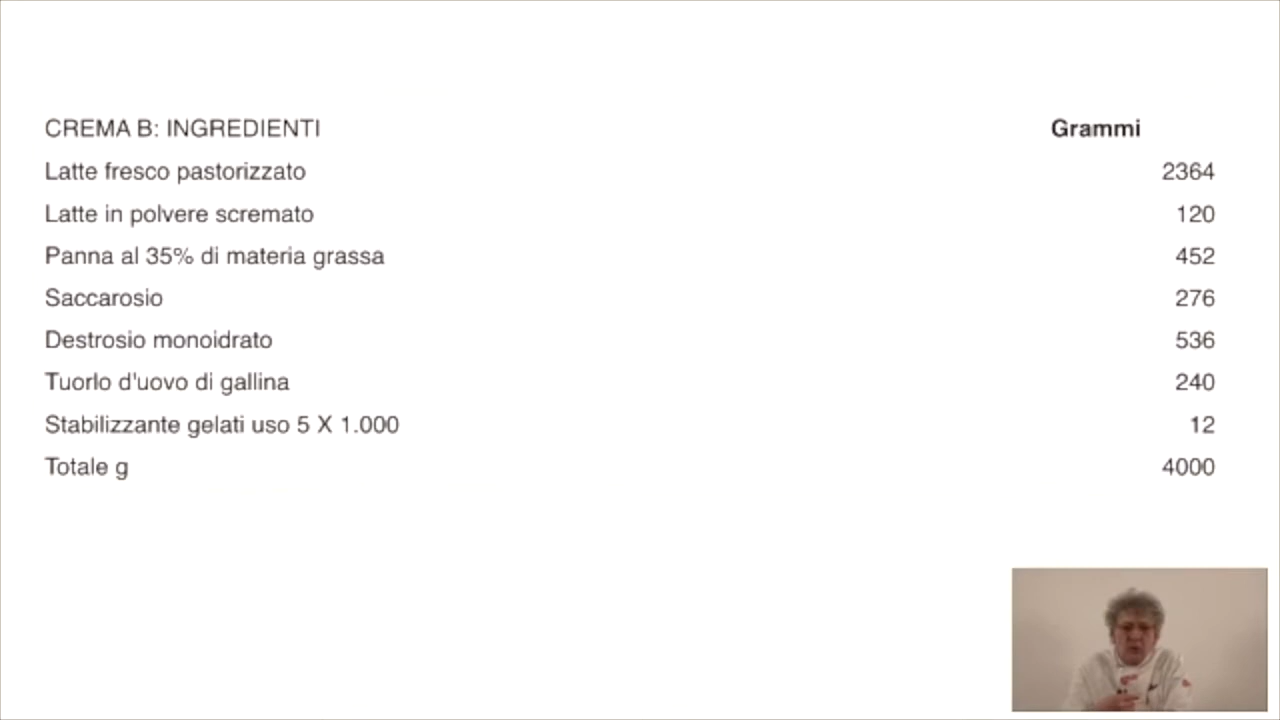 CREMA B: INGREDIENTI Grammi
Latte fresco pastorizzato 2364
Latte in polvere scremato 120
Panna al 35% di materia grassa 452
Saccarosio 276
Destrosio monoidrato 536
Tuorlo d'uovo di gallina 240
Stabilizzante gelati uso 5 X 1.000 12
Totale g 4000